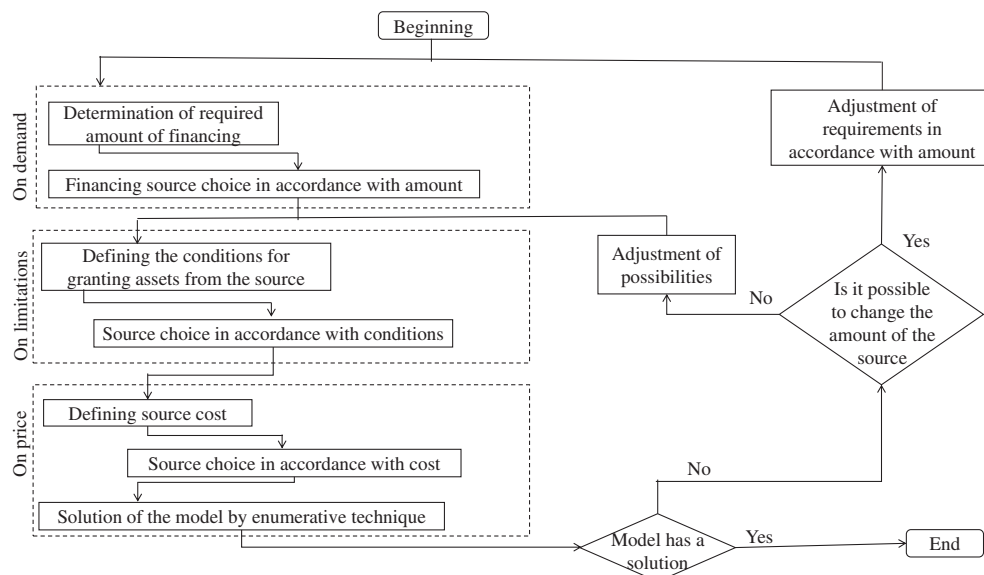 Beginning
On demand
Determination of required
amount of financing
Financing source choice in accordance with amount
On limitations
Defining the conditions for
granting assets from the source
Source choice in accordance with conditions
On price
Defining source cost
Source choice in accordance with cost
Solution of the model by enumerative technique
Model has a
solution
Yes
End
No
Is it possible
to change the
amount of the
source
No
Adjustment of
possibilities
Yes
Adjustment of
requirements in
accordance with amount